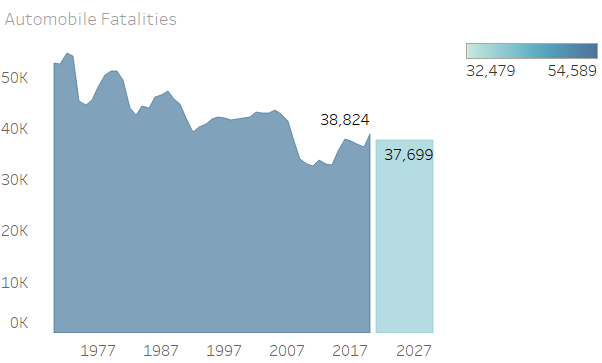 Automobile Fatalities
32,479 54,589
50K
40K
38,824
37,699
30K
20K
10K
0K
1977 1987 1997 2007 2017 2027